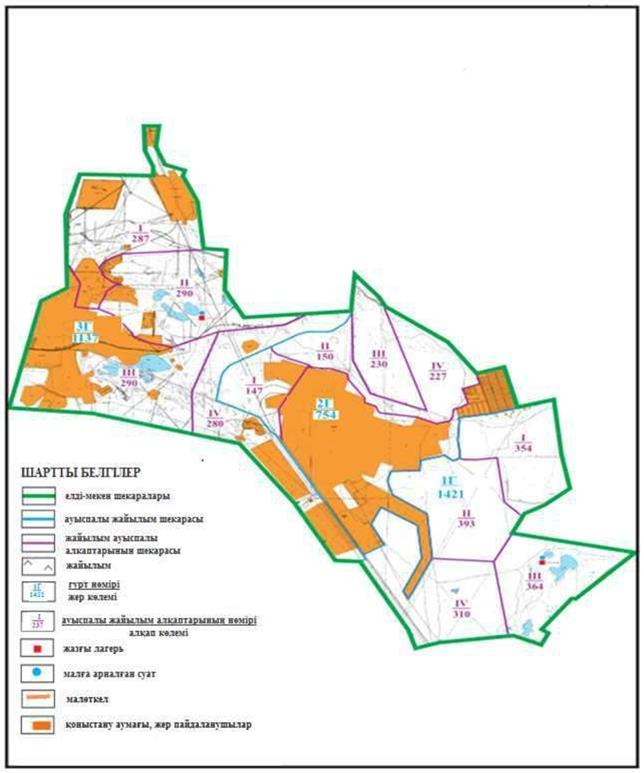 I
287
II
290
3Г
1137
III
290
IV
280
I
147
II
150
III
230
IV
227
2Г
754
I
354
1Г
1421
II
393
III
364
IV
310
ШАРТТЫ БЕЛГІЛЕР
елді-мекен шекаралары
ауыспалы жайылым шекарасы
жайылым ауыспалы
алқаптарының шекарасы
жайылым
1Г
1421
гурт нөмірі
жер көлемі
I
237
ауыспалы жайылым алқаптарының нөмірі
алқап көлемі
жазғы лагерь
малға арналған суат
малөткел
қоныстану аумағы, жер пайдаланушылар